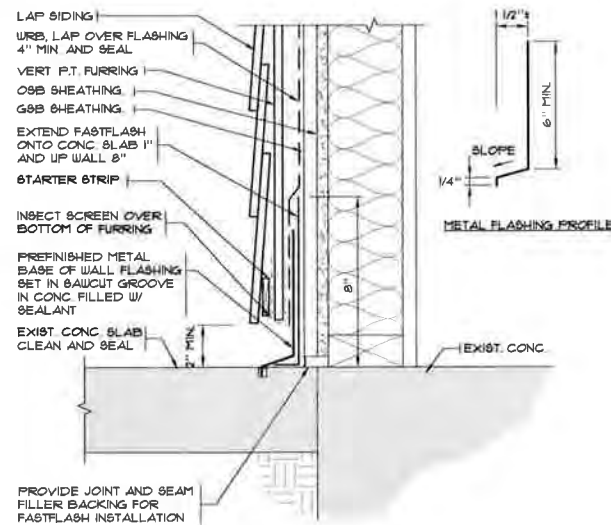 LAP SIDING
WRB, LAP OVER FLASHING
4" MIN. AND SEAL
VERT P.T. FURRING
OSB SHEATHING
GSB SHEATHING
EXTEND FASTFLASH
ONTO CONC. SLAB 1"
AND UP WALL 8"
STARTER STRIP
INSECT SCREEN OVER
BOTTOM OF FURRING
PREFINISHED METAL
BASE OF WALL FLASHING
SET IN SAWCUT GROOVE
IN CONC. FILLED W/
SEALANT
EXIST. CONC. SLAB
CLEAN AND SEAL
PROVIDE JOINT AND SEAM
FILLER BACKING FOR
FASTFLASH INSTALLATION
2" MIN.
8"
EXIST. CONC.
1 1/2"±
6" MIN.
SLOPE
1/4"
METAL FLASHING PROFILE